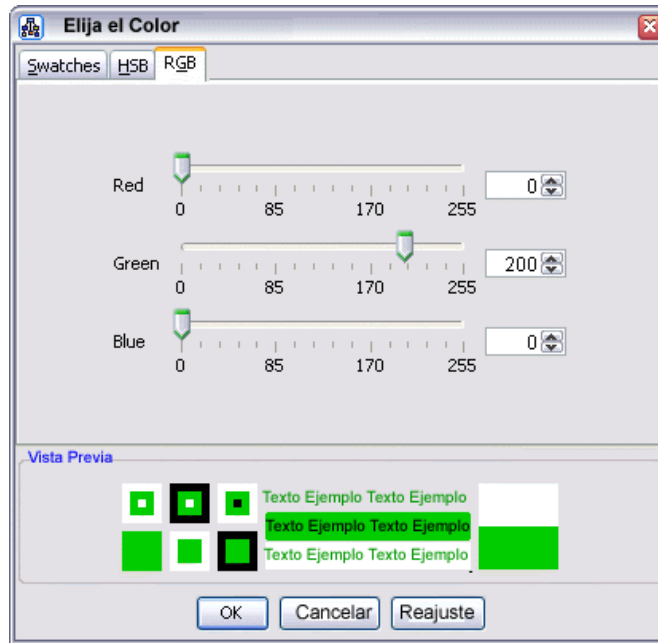 Elija el Color
Swatches HSB RGB
Red 0
0 85 170 255
Green 200
0 85 170 255
Blue 0
0 85 170 255
Vista Previa
Texto Ejemplo Texto Ejemplo
Texto Ejemplo Texto Ejemplo
Texto Ejemplo Texto Ejemplo
OK Cancelar Reajuste